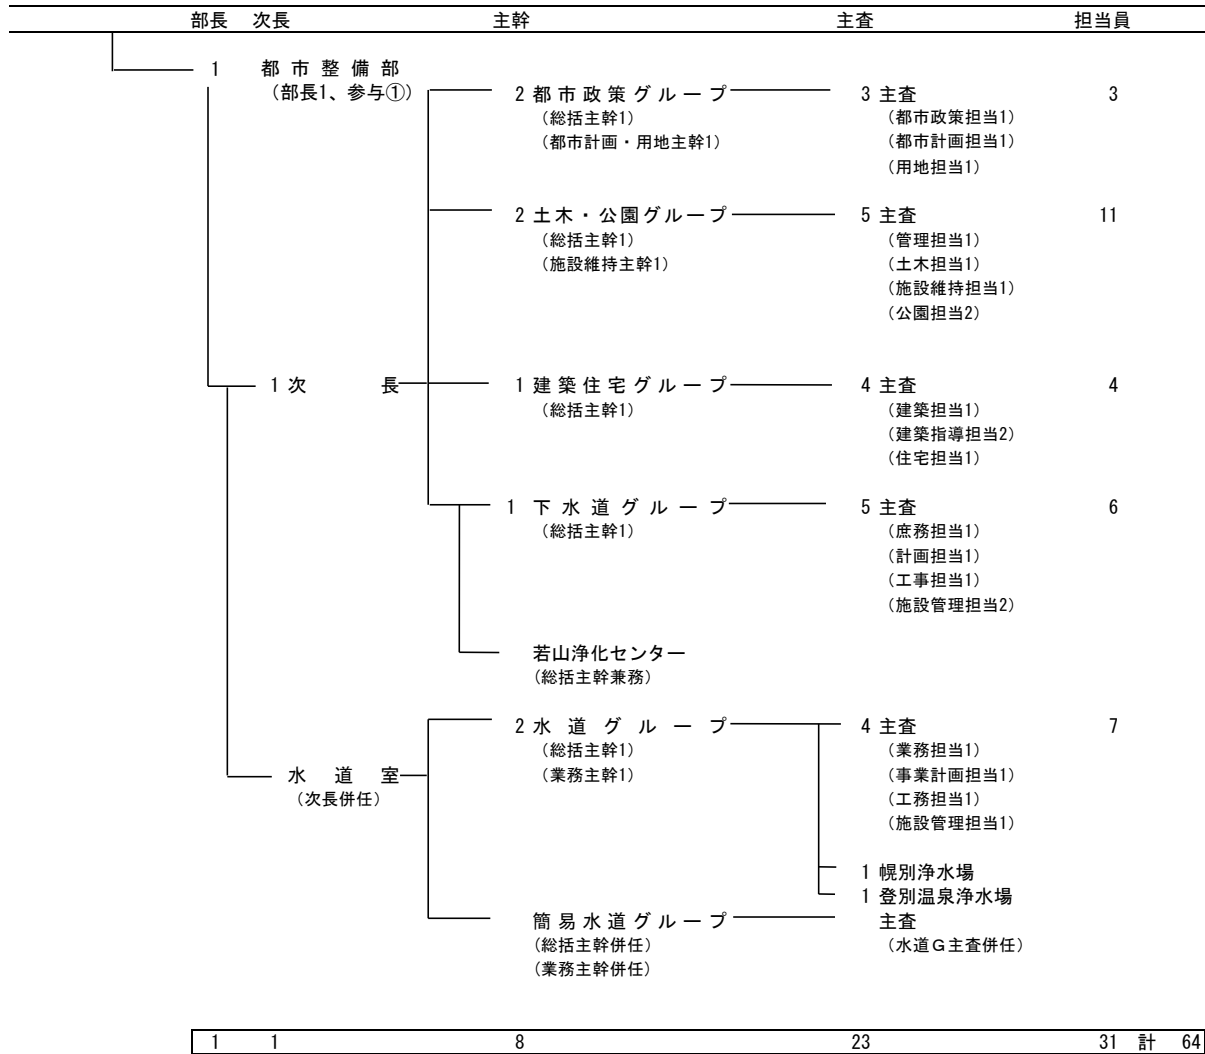 部長 次長 主幹 主査 担当員
1 都市整備部
（部長1、参与①）
2 都市政策グループ 3 主査 3
（総括主幹1） （都市政策担当1）
（都市計画・用地主幹1） （都市計画担当1）
（用地担当1）
2 土木・公園グループ 5 主査 11
（総括主幹1） （管理担当1）
（施設維持主幹1） （土木担当1）
（施設維持担当1）
（公園担当2）
1 次長 1 建築住宅グループ 4 主査 4
（総括主幹1） （建築担当1）
（建築指導担当2）
（住宅担当1）
1 下水道グループ 5 主査 6
（総括主幹1） （庶務担当1）
（計画担当1）
（工事担当1）
（施設管理担当2）
若山浄化センター
（総括主幹兼務）
2 水道グループ 4 主査 7
（総括主幹1） （業務担当1）
水道室 （業務主幹1） （事業計画担当1）
（次長併任） （工務担当1）
（施設管理担当1）
1 幌別浄水場
1 登別温泉浄水場
簡易水道グループ 主査
（総括主幹併任） （水道Ｇ主査併任）
（業務主幹併任）
1 1 8 23 31 計 64